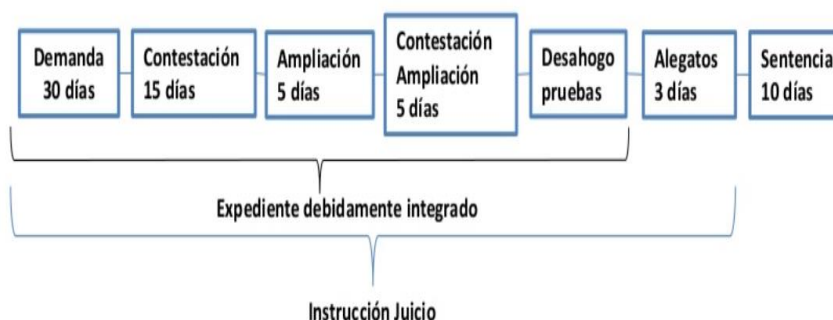 Demanda
30 días
Contestación
15 días
Ampliación
5 días
Contestación
Ampliación
5 días
Desahogo
pruebas
Alegatos
3 días
Sentencia
10 días
Expediente debidamente integrado
Instrucción Juicio